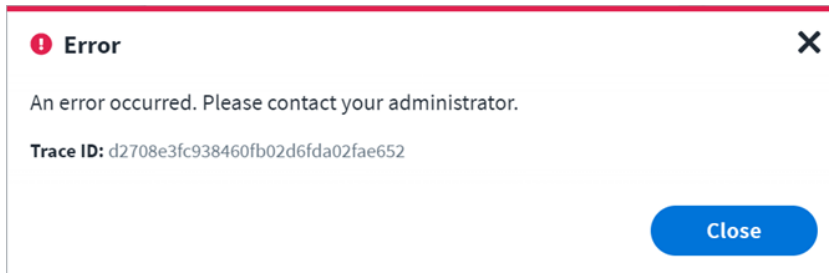 Error
An error occurred. Please contact your administrator.
Trace ID: d2708e3fc938460fb02d6fda02fae652
Close